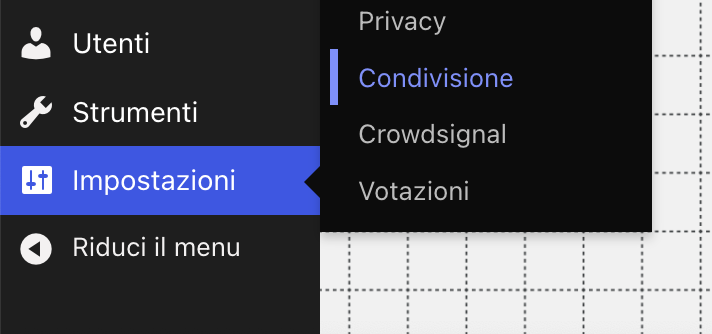 Utenti
Strumenti
Impostazioni
Riduci il menu
Privacy
Condivisione
Crowdsignal
Votazioni